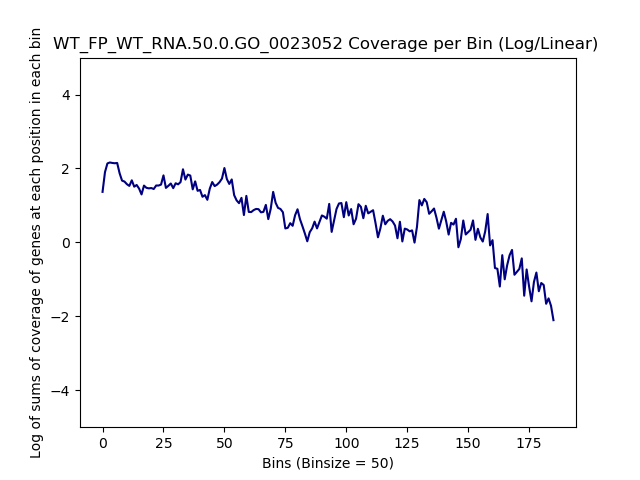 WT_FP_WT_RNA.50.0.GO_0023052 Coverage per Bin (Log/Linear)
Log of sums of coverage of genes at each position in each bin
4
2
0
−2
−4
0 25 50 75 100 125 150 175
Bins (Binsize = 50)